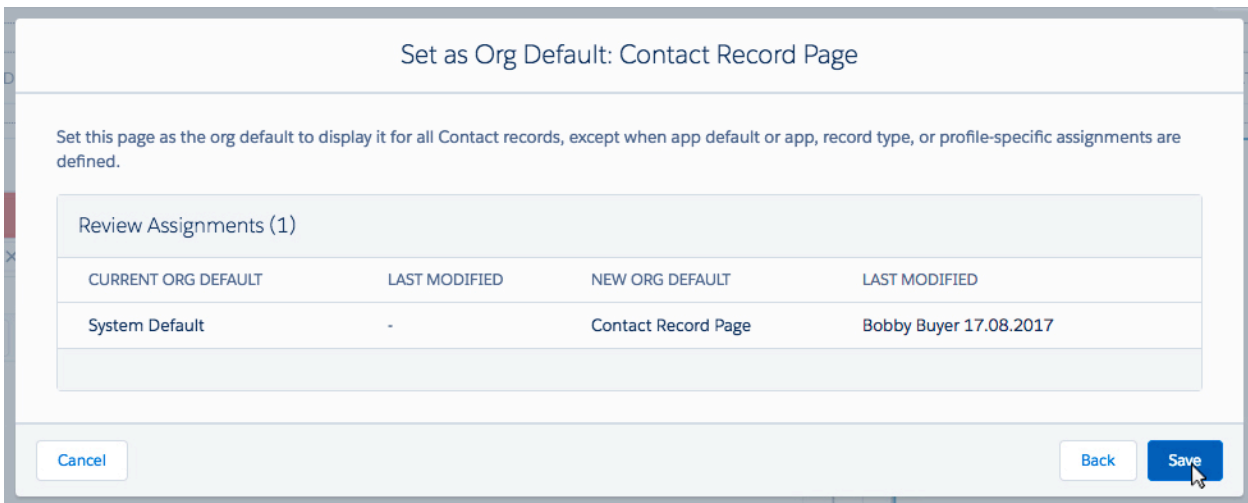 Set as Org Default: Contact Record Page
Set this page as the org default to display it for all Contact records, except when app default or app, record type, or profile-specific assignments are
defined.
Review Assignments (1)
CURRENT ORG DEFAULT LAST MODIFIED NEW ORG DEFAULT LAST MODIFIED
System Default - Contact Record Page Bobby Buyer 17.08.2017
Cancel Back Save